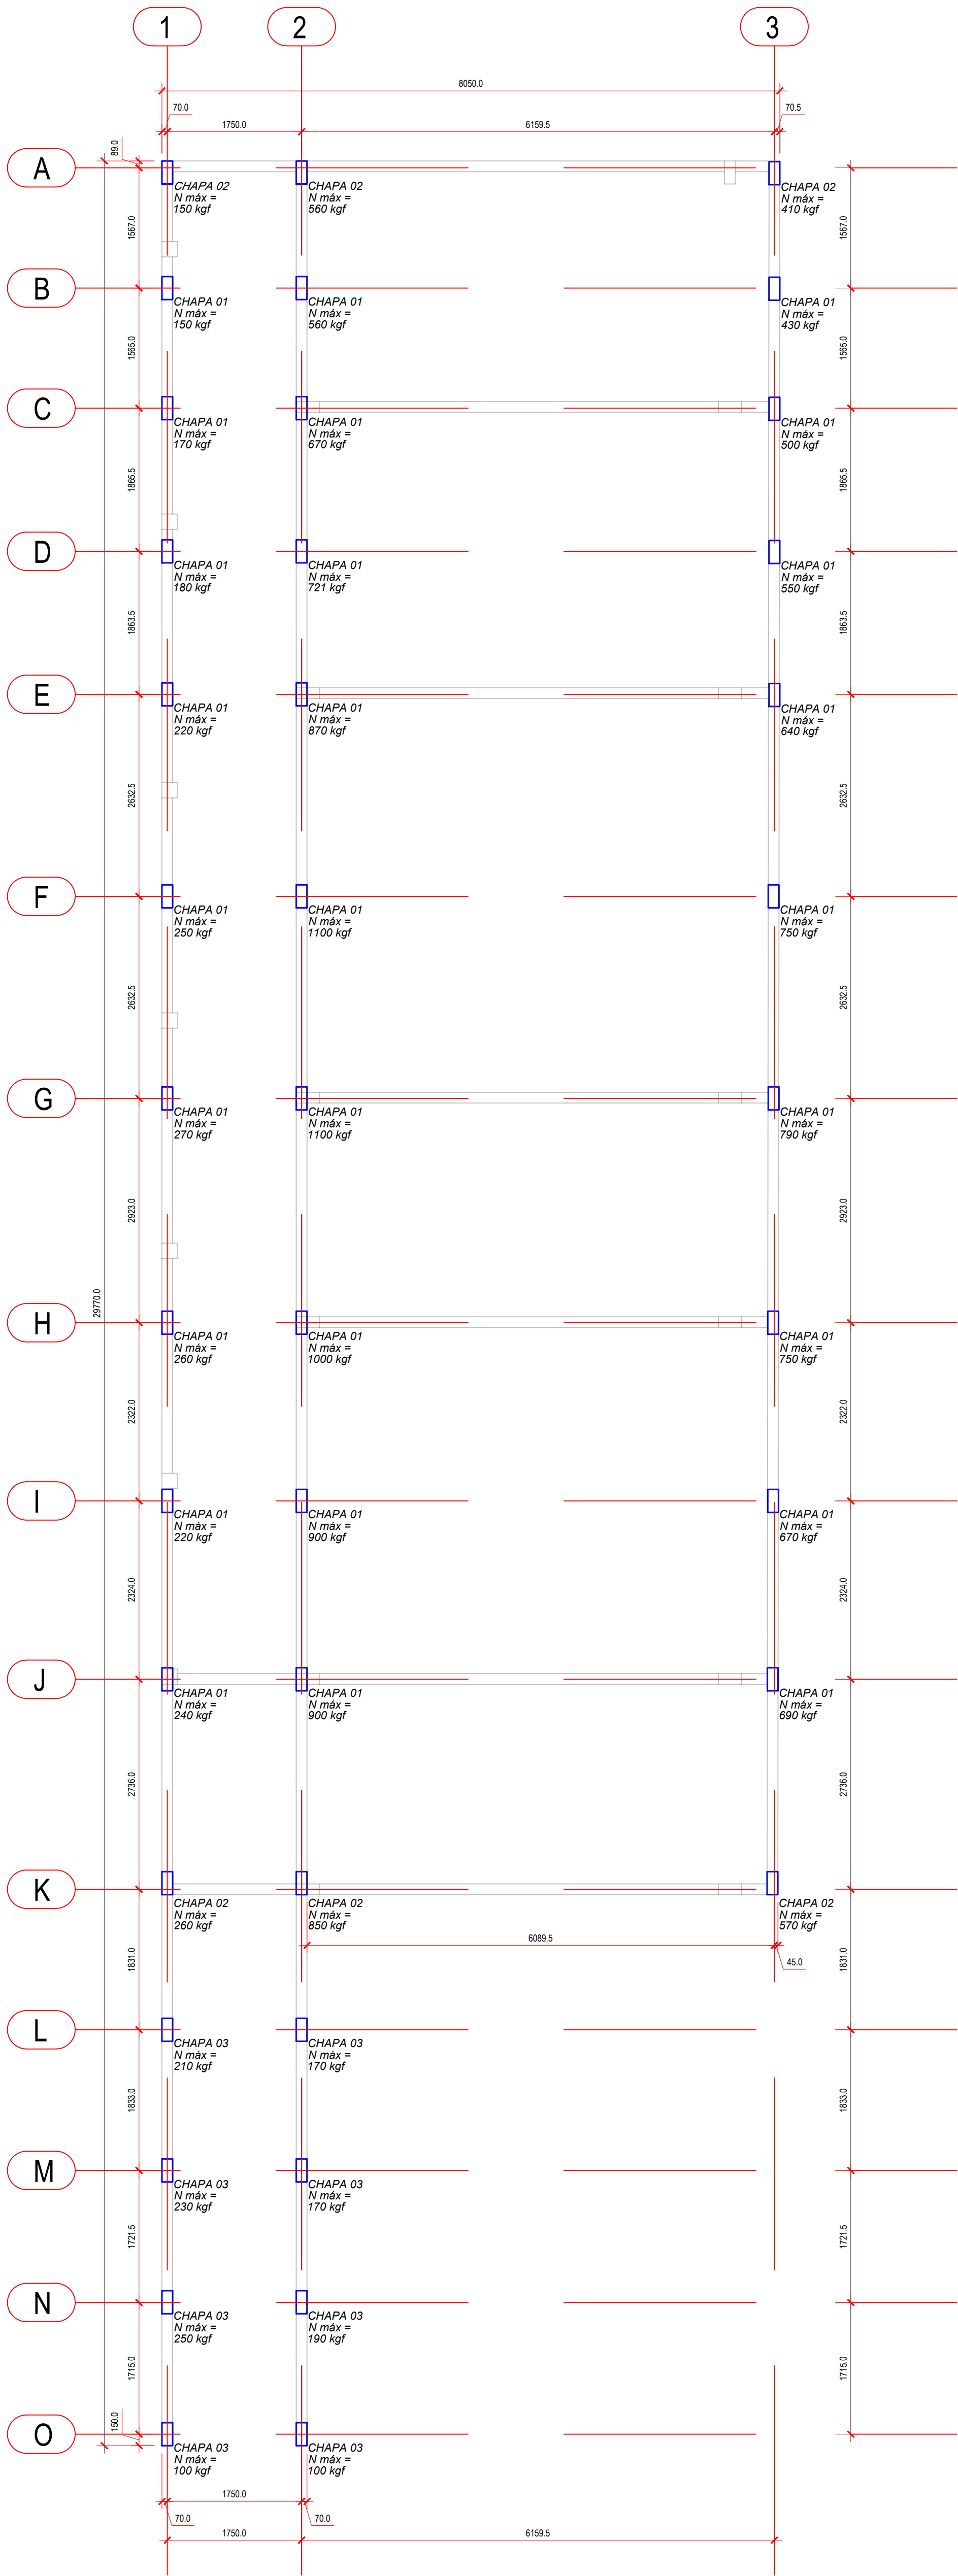 1 2 3
8050.0
70.0 70.5
1750.0 6159.5
89.0
A
CHAPA 02 CHAPA 02 CHAPA 02
N máx = N máx = N máx =
150 kgf 560 kgf 410 kgf
1567.0 1567.0
B
CHAPA 01 CHAPA 01 CHAPA 01
N máx = N máx = N máx =
150 kgf 560 kgf 430 kgf
1565.0 1565.0
C
CHAPA 01 CHAPA 01 CHAPA 01
N máx = N máx = N máx =
170 kgf 670 kgf 500 kgf
1865.5 1865.5
D
CHAPA 01 CHAPA 01 CHAPA 01
N máx = N máx = N máx =
180 kgf 721 kgf 550 kgf
1863.5 1863.5
E
CHAPA 01 CHAPA 01 CHAPA 01
N máx = N máx = N máx =
220 kgf 870 kgf 640 kgf
2632.5 2632.5
F
CHAPA 01 CHAPA 01 CHAPA 01
N máx = N máx = N máx =
250 kgf 1100 kgf 750 kgf
2632.5 2632.5
G
CHAPA 01 CHAPA 01 CHAPA 01
N máx = N máx = N máx =
270 kgf 1100 kgf 790 kgf
2923.0 2923.0
29770.0
H
CHAPA 01 CHAPA 01 CHAPA 01
N máx = N máx = N máx =
260 kgf 1000 kgf 750 kgf
2322.0 2322.0
I
CHAPA 01 CHAPA 01 CHAPA 01
N máx = N máx = N máx =
220 kgf 900 kgf 670 kgf
2324.0 2324.0
J
CHAPA 01 CHAPA 01 CHAPA 01
N máx = N máx = N máx =
240 kgf 900 kgf 690 kgf
2736.0 2736.0
K
CHAPA 02 CHAPA 02 CHAPA 02
N máx = N máx = N máx =
260 kgf 850 kgf 570 kgf
6089.5
45.0
1831.0 1831.0
L
CHAPA 03 CHAPA 03
N máx = N máx =
210 kgf 170 kgf
1833.0 1833.0
M
CHAPA 03 CHAPA 03
N máx = N máx =
230 kgf 170 kgf
1721.5 1721.5
N
CHAPA 03 CHAPA 03
N máx = N máx =
250 kgf 190 kgf
1715.0 1715.0
150.0
O
CHAPA 03 CHAPA 03
N máx = N máx =
100 kgf 100 kgf
1750.0
70.0 70.0
1750.0 6159.5